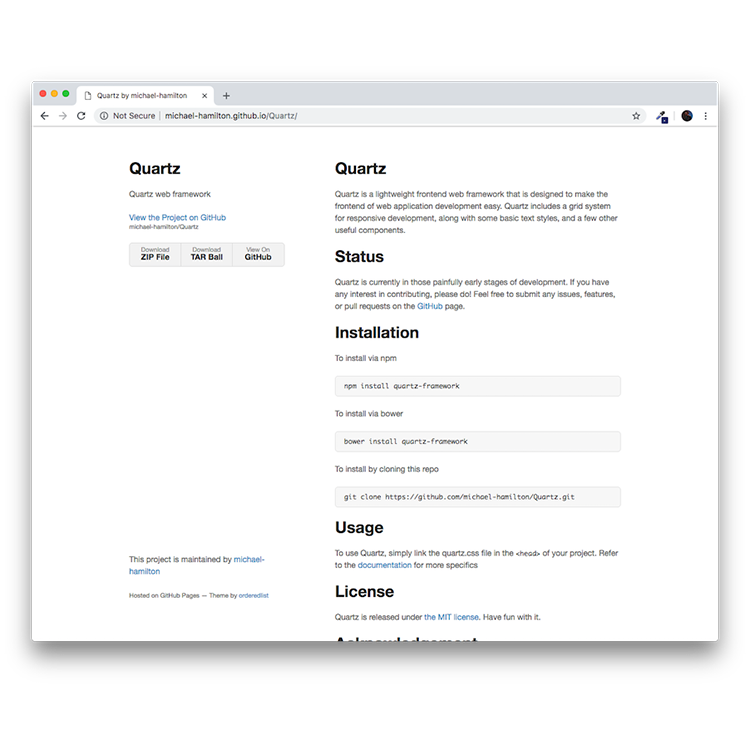 Quartz by michael-hamilton
Not Secure
michael-hamilton.github.io/Quartz/
Quartz
Quartz web framework
View the Project on GitHub
michael-hamilton/Quartz
Download
ZIP File
Download
TAR Ball
View On
GitHub
This project is maintained by michael-
hamilton
Hosted on GitHub Pages — Theme by orderedlist
Quartz
Quartz is a lightweight frontend web framework that is designed to make the
frontend of web application development easy. Quartz includes a grid system
for responsive development, along with some basic text styles, and a few other
useful components.
Status
Quartz is currently in those painfully early stages of development. If you have
any interest in contributing, please do! Feel free to submit any issues, features,
or pull requests on the GitHub page.
Installation
To install via npm
npm install quartz-framework
To install via bower
bower install quartz-framework
To install by cloning this repo
git clone https://github.com/michael-hamilton/Quartz.git
Usage
To use Quartz, simply link the quartz.css file in the <head> of your project. Refer
to the documentation for more specifics
License
Quartz is released under the MIT license. Have fun with it.
Acknowledgement